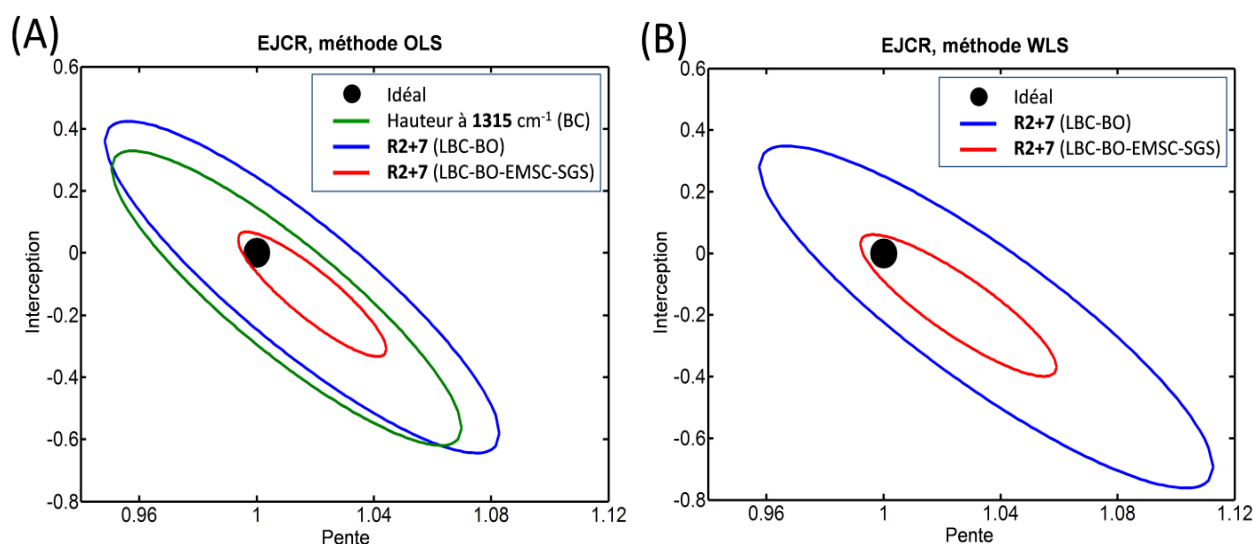 (A)
EJCR, méthode OLS
Idéal
Hauteur à 1315 cm⁻¹ (BC)
R2+7 (LBC-BO)
R2+7 (LBC-BO-EMSC-SGS)
Interception
0.6
0.4
0.2
0
-0.2
-0.4
-0.6
-0.8
0.96
1
1.04
1.08
1.12
Pente
(B)
EJCR, méthode WLS
Idéal
R2+7 (LBC-BO)
R2+7 (LBC-BO-EMSC-SGS)
Interception
0.6
0.4
0.2
0
-0.2
-0.4
-0.6
-0.8
0.96
1
1.04
1.08
1.12
Pente